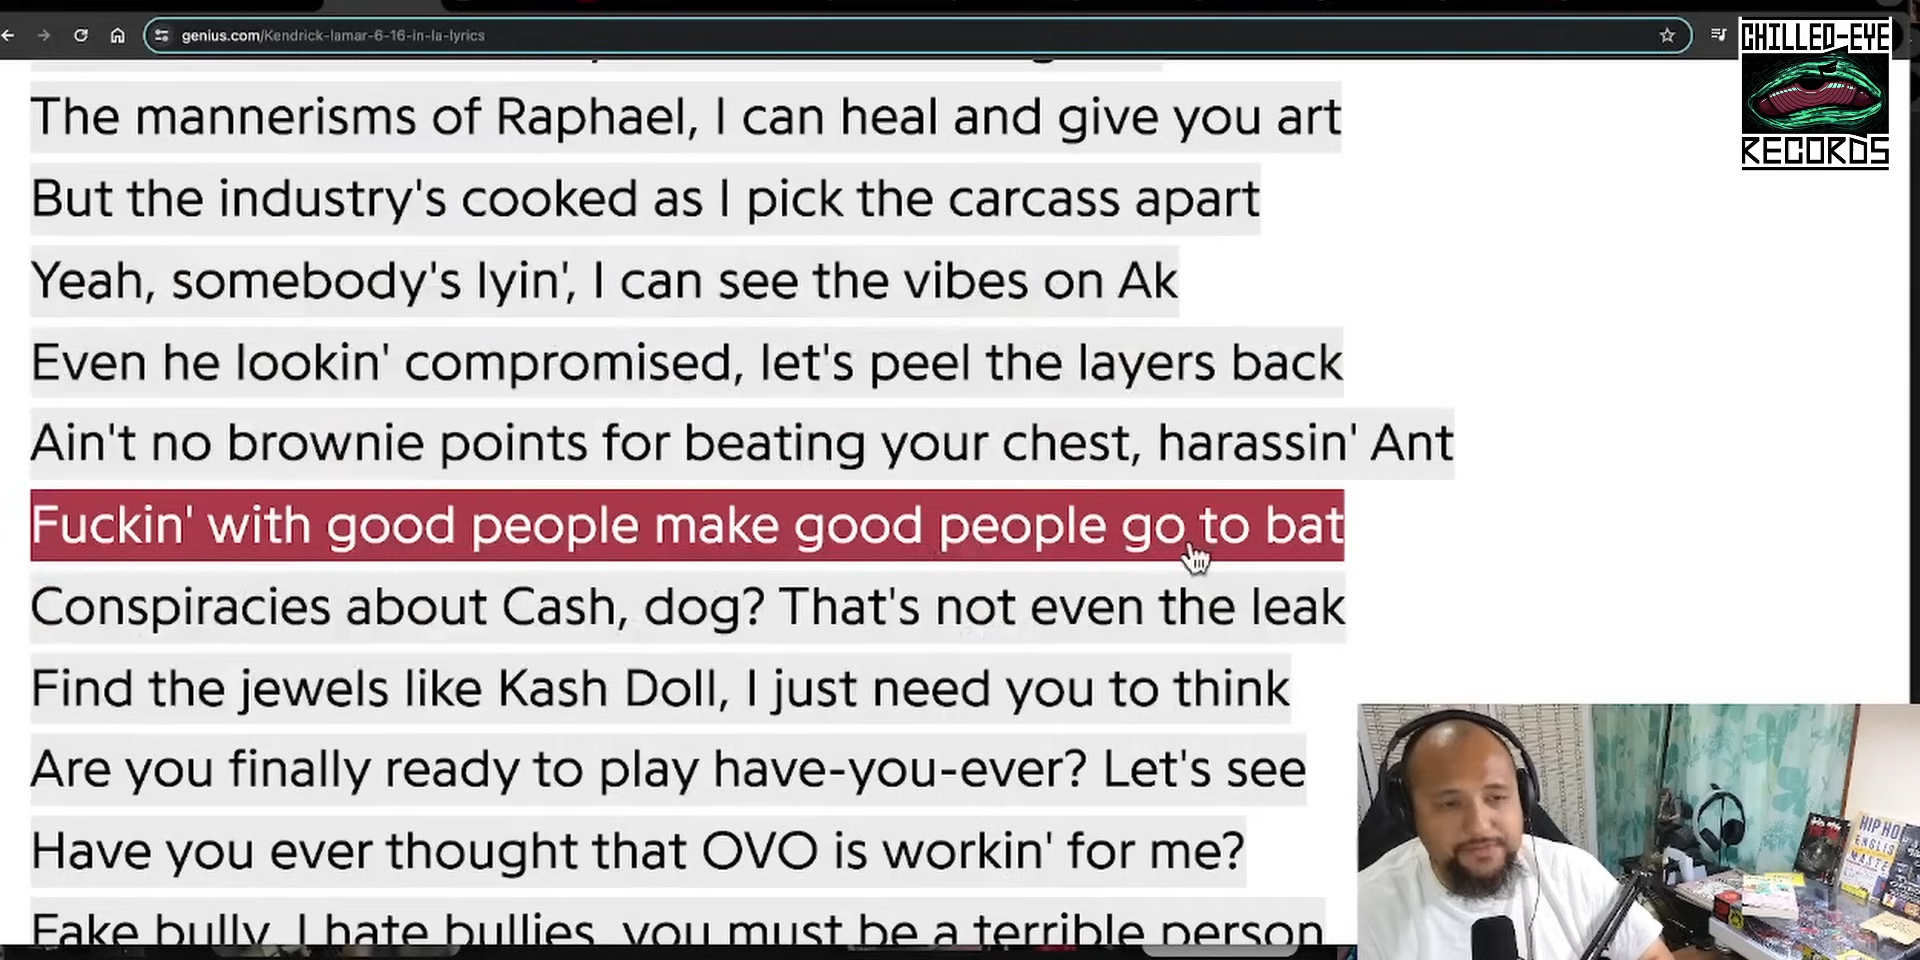 genius.com/Kendrick-lamar-6-16-in-la-lyrics
CHILLED-EYE
RECORDS
The mannerisms of Raphael, I can heal and give you art
But the industry's cooked as I pick the carcass apart
Yeah, somebody's lyin', I can see the vibes on Ak
Even he lookin' compromised, let's peel the layers back
Ain't no brownie points for beating your chest, harassin' Ant
Fuckin' with good people make good people go to bat
Conspiracies about Cash, dog? That's not even the leak
Find the jewels like Kash Doll, I just need you to think
Are you finally ready to play have-you-ever? Let's see
Have you ever thought that OVO is workin' for me?
Fake bully, I hate bullies, you must be a terrible person
HIP HO
ENGLIS
MASTE